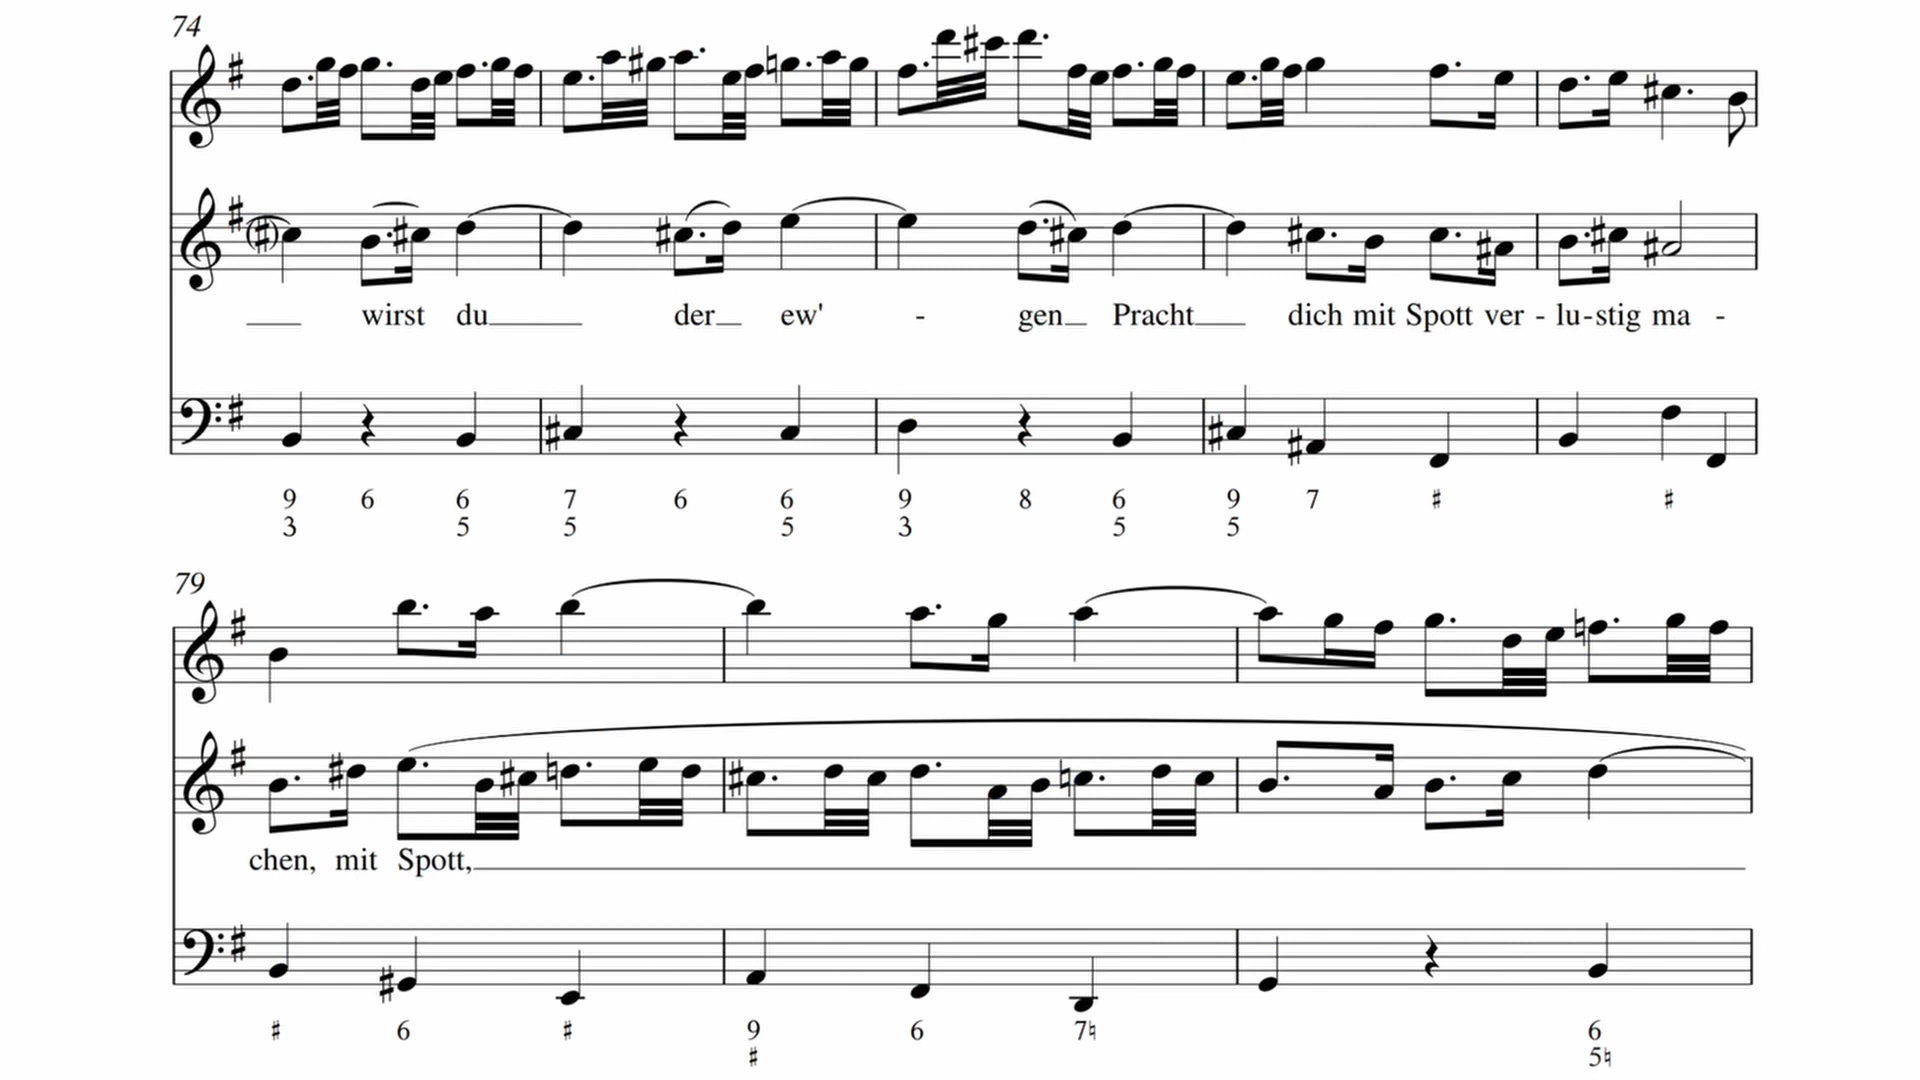 74
wirst du der ew' - gen Pracht dich mit Spott ver - lu - stig ma -
9 6 6 7 6 6 9 8 6 9 7 ♯ ♯
3 5 5 5 3 5 5
79
chen, mit Spott,
♯ 6 ♯ 9 6 7♮ 6
♯ 5♮